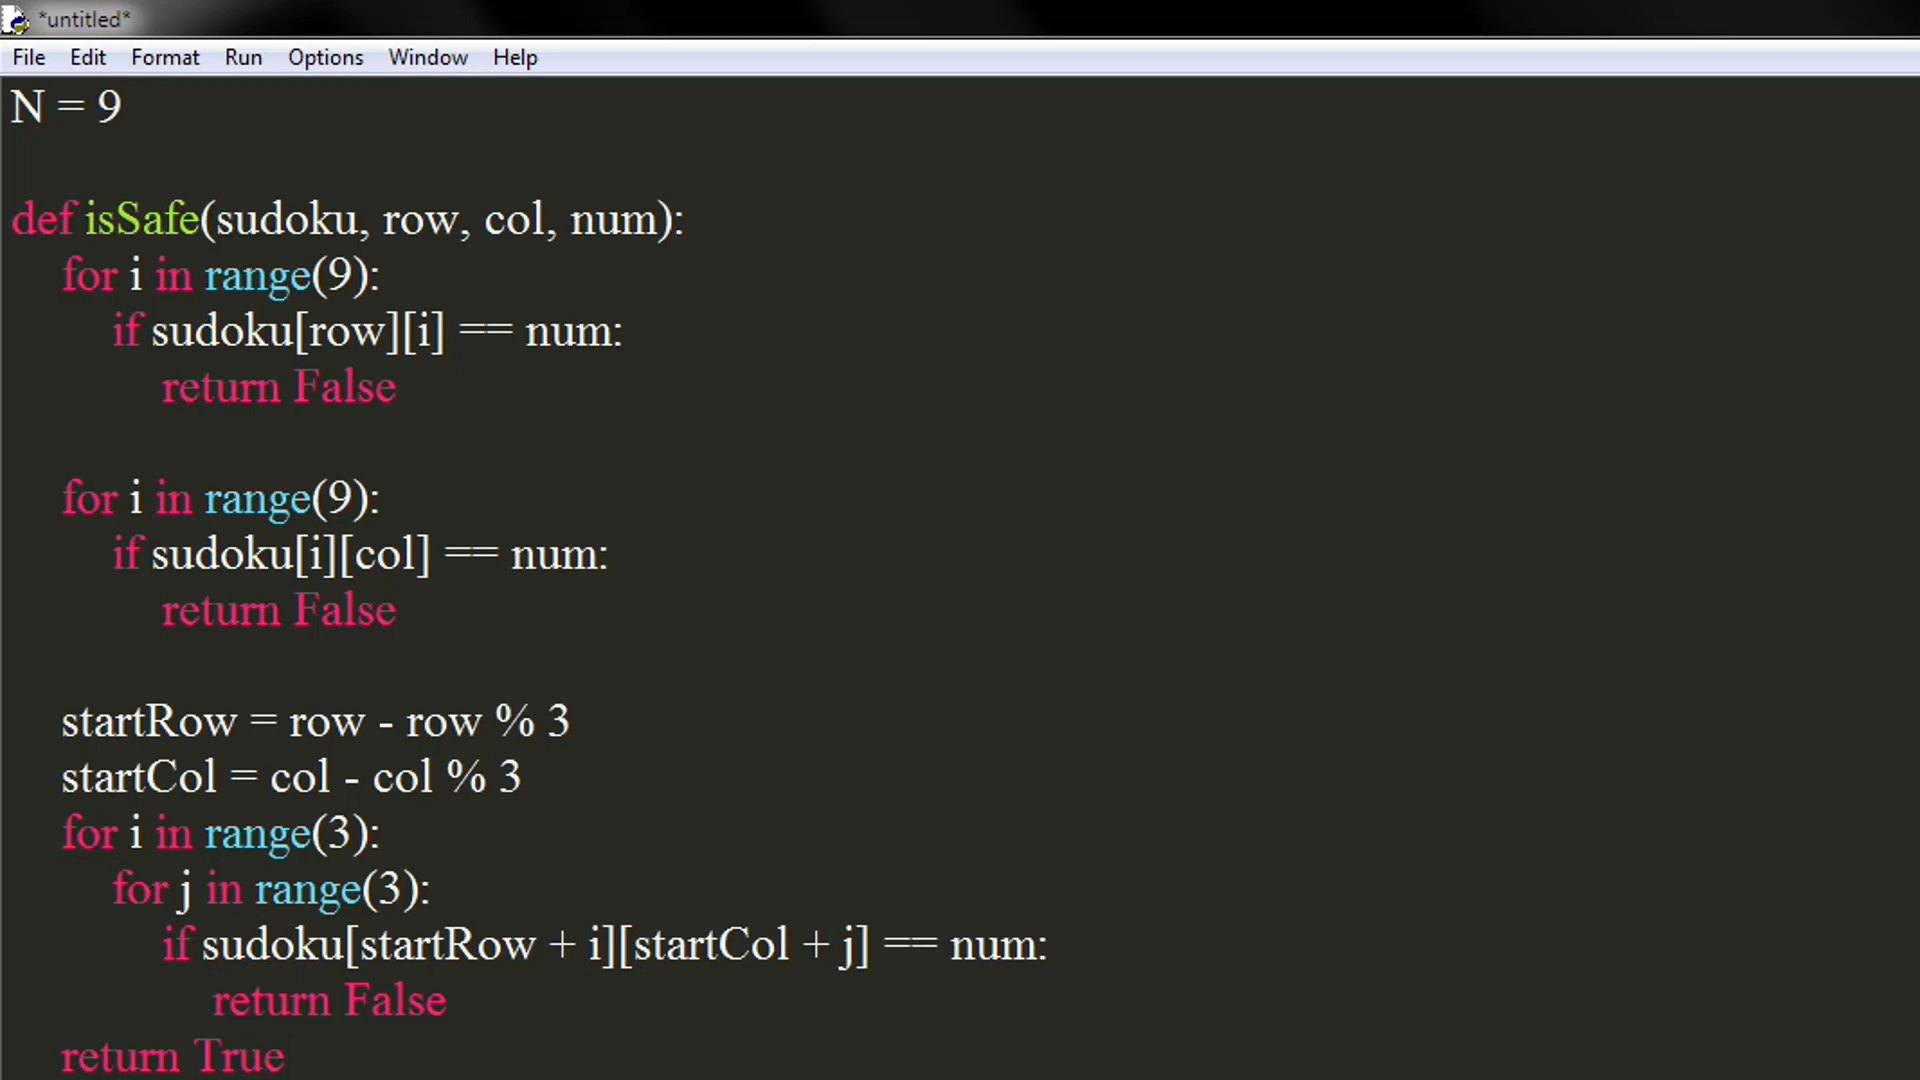 *untitled*
File Edit Format Run Options Window Help
N = 9
def isSafe(sudoku, row, col, num):
    for i in range(9):
        if sudoku[row][i] == num:
            return False
    for i in range(9):
        if sudoku[i][col] == num:
            return False
    startRow = row - row % 3
    startCol = col - col % 3
    for i in range(3):
        for j in range(3):
            if sudoku[startRow + i][startCol + j] == num:
                return False
    return True